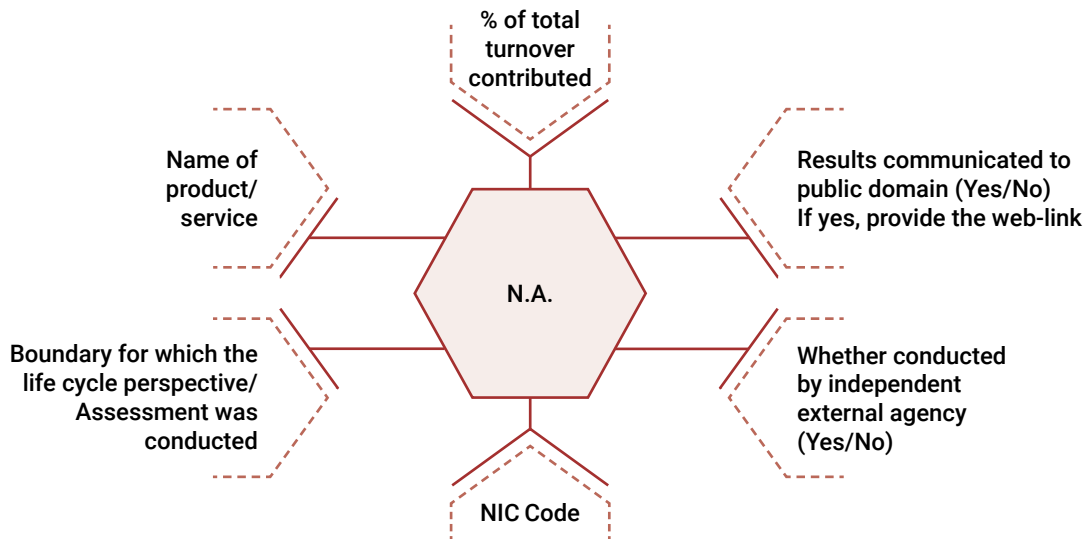 % of total
turnover
contributed
Name of
product/
service
Results communicated to
public domain (Yes/No)
If yes, provide the web-link
N.A.
Boundary for which the
life cycle perspective/
Assessment was
conducted
Whether conducted
by independent
external agency
(Yes/No)
NIC Code